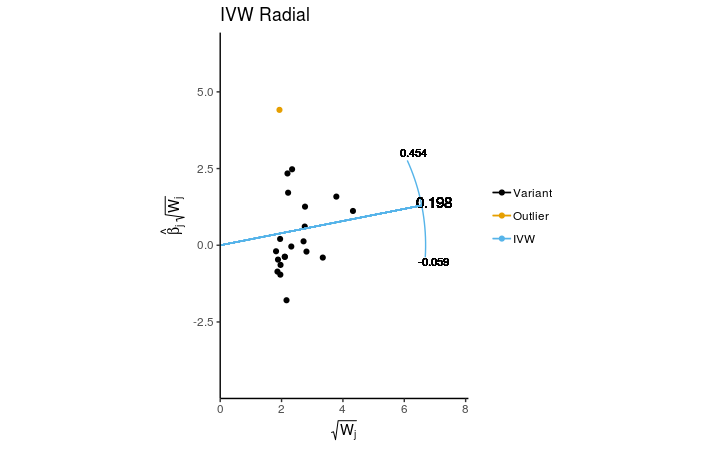 IVW Radial
5.0
2.5
0.0
-2.5
β̂j√Wj
0.454
0.198
-0.059
Variant
Outlier
IVW
0 2 4 6 8
√Wj